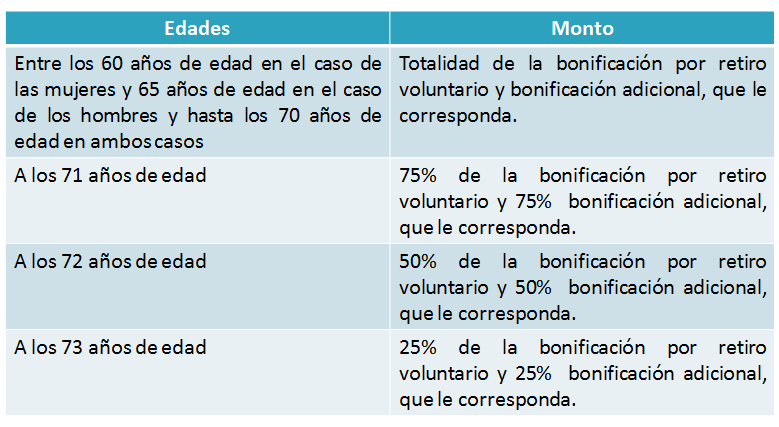 Edades
Monto
Entre los 60 años de edad en el caso de
las mujeres y 65 años de edad en el caso
de los hombres y hasta los 70 años de
edad en ambos casos
Totalidad de la bonificación por retiro
voluntario y bonificación adicional, que le
corresponda.
A los 71 años de edad
75% de la bonificación por retiro
voluntario y 75% bonificación adicional,
que le corresponda.
A los 72 años de edad
50% de la bonificación por retiro
voluntario y 50% bonificación adicional,
que le corresponda.
A los 73 años de edad
25% de la bonificación por retiro
voluntario y 25% bonificación adicional,
que le corresponda.